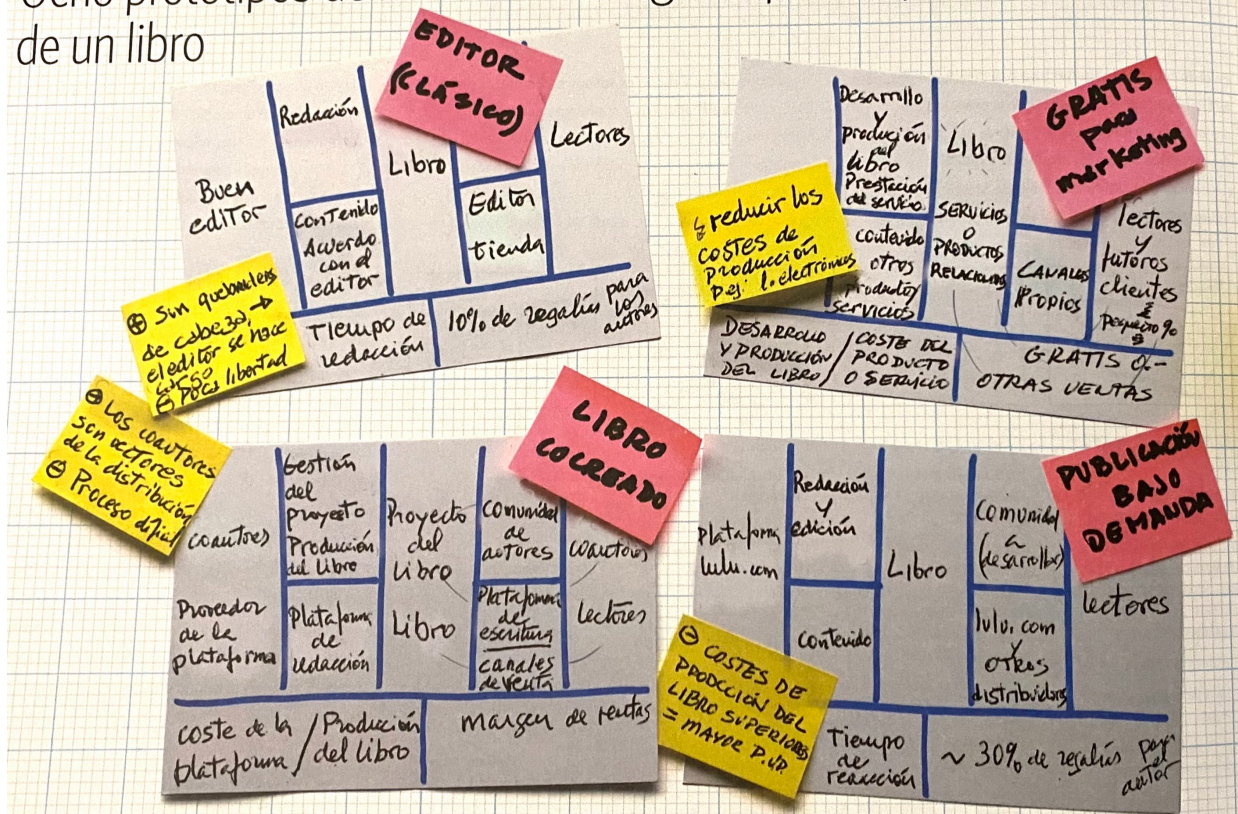 de un libro
EDITOR
(CLÁSICO)
Buen
editor
Redacción
Contenido
Acuerdo
con el
editor
Libro
Editor
tienda
Lectores
Tiempo de
redacción
10% de regalías para
los
autores
⊕ Sin quebraderos
de cabeza →
el editor se hace
cargo
⊖ Poca libertad
GRATIS
para
marketing
Desarrollo
y
producción
del
libro
Prestación
del servicio
contenido
otros
productos/
servicios
Libro
SERVICIOS
O
PRODUCTOS
RELACIONADOS
CANALES
Propios
lectores
y
futuros
clientes
pequeño %
DESARROLLO
Y PRODUCCIÓN
DEL LIBRO /
COSTE DEL
PRODUCTO
O SERVICIO
GRATIS 0.-
OTRAS VENTAS
reducir los
costes de
producción
p.ej. l. electrónicos
LIBRO
COCREADO
⊕ Los coautores
son actores
de la distribución
⊖ Proceso difícil
coautores
Proveedor
de la
plataforma
Gestión
del
proyecto
Producción
del Libro
Plataforma
de
redacción
Proyecto
del
Libro
Libro
Comunidad
de
autores
Plataforma
de
escritura
canales
de venta
coautores
Lectores
coste de la
plataforma /
Producción
del Libro
margen de rentas
PUBLICACIÓN
BAJO
DEMANDA
Plataforma
lulu.com
Redacción
y
edición
contenido
Libro
Comunidad
a
(desarrollar)
lulu.com
y
otros
distribuidores
lectores
Tiempo
de
redacción
~ 30% de regalías para
el
autor
⊖ COSTES DE
PRODUCCIÓN DEL
LIBRO SUPERIORES
= MAYOR P.V.P.